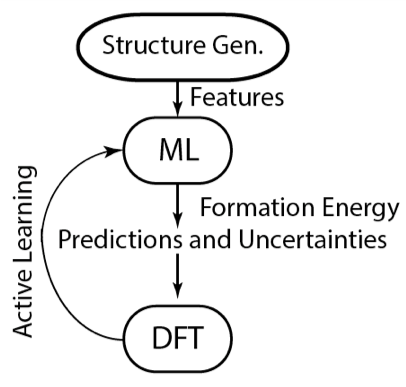 Structure Gen.
Features
ML
Formation Energy
Predictions and Uncertainties
Active Learning
DFT